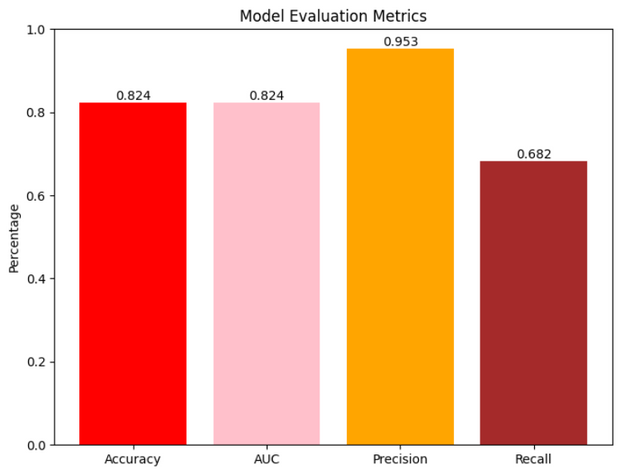 Model Evaluation Metrics
Percentage
1.0
0.8
0.6
0.4
0.2
0.0
0.824
0.824
0.953
0.682
Accuracy
AUC
Precision
Recall